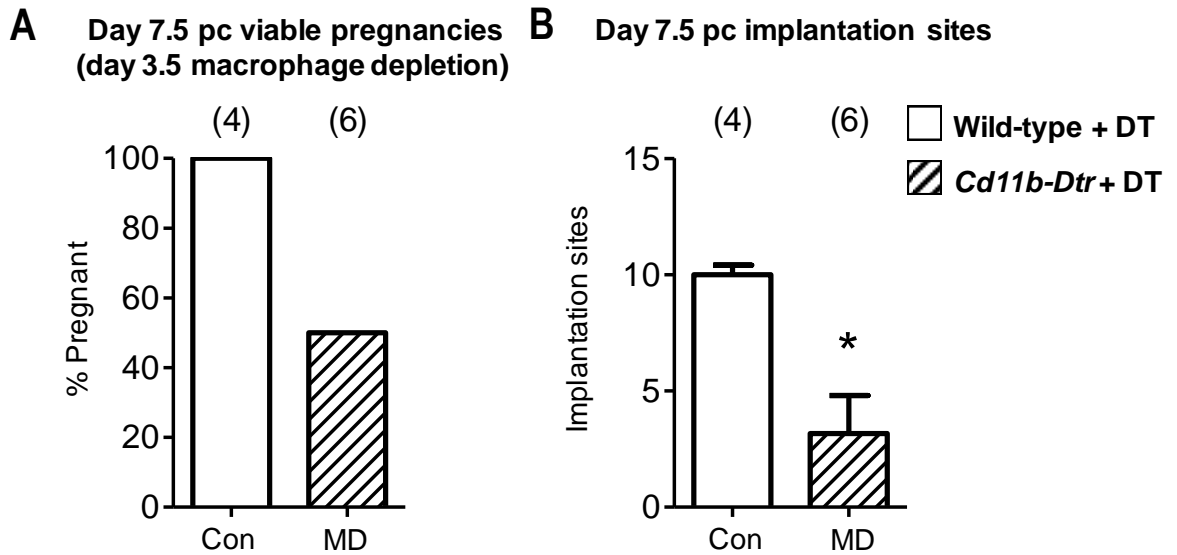 A
Day 7.5 pc viable pregnancies
(day 3.5 macrophage depletion)
(4)
(6)
100
80
60
40
20
0
% Pregnant
Con
MD
B
Day 7.5 pc implantation sites
(4)
(6)
15
10
5
0
Implantation sites
*
Con
MD
Wild-type + DT
Cd11b-Dtr + DT